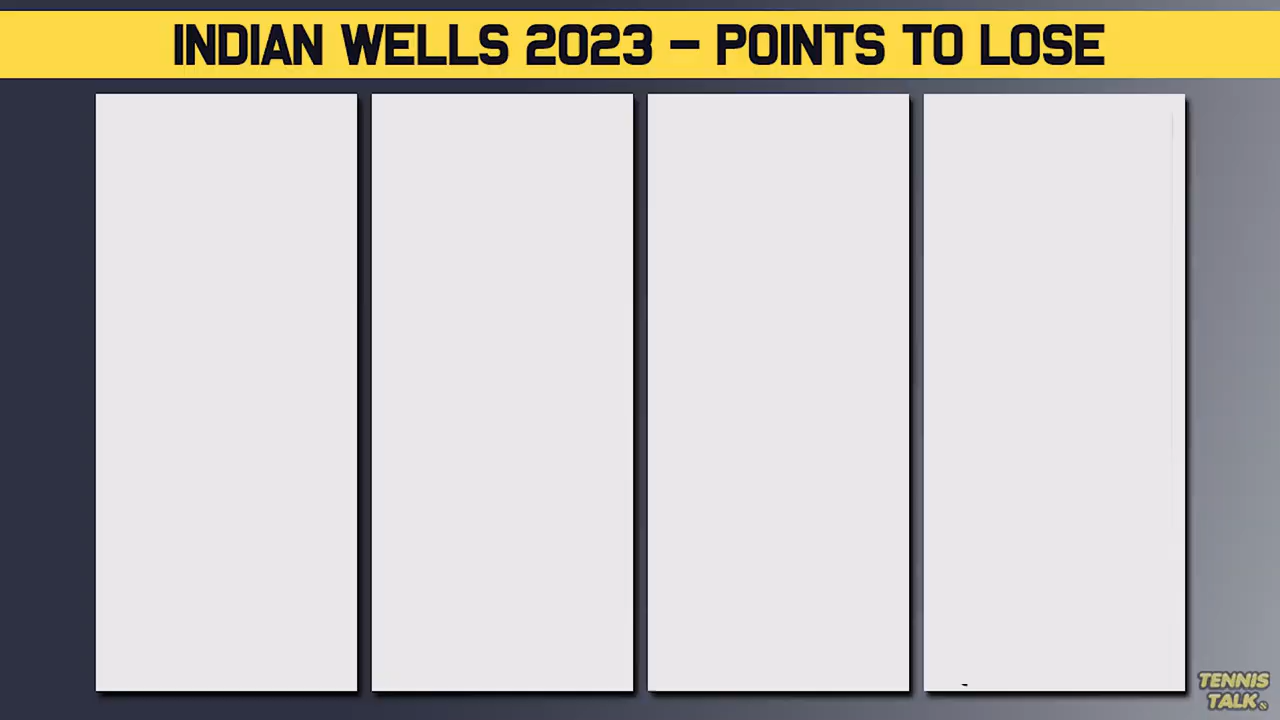 INDIAN WELLS 2023 – POINTS TO LOSE
TENNIS
TALK